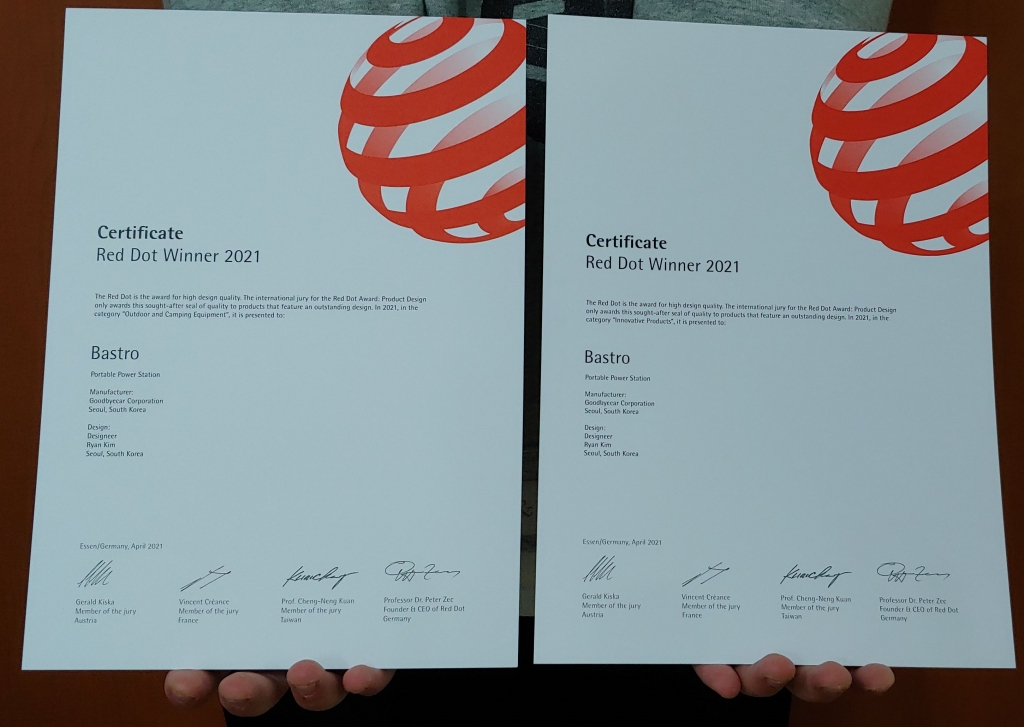 Certificate
Red Dot Winner 2021
The Red Dot is the award for high design quality. The international jury for the Red Dot Award: Product Design
only awards this sought-after seal of quality to products that feature an outstanding design. In 2021, in the
category "Outdoor and Camping Equipment", it is presented to:
Bastro
Portable Power Station
Manufacturer:
Goodbyecar Corporation
Seoul, South Korea
Design:
Designeer
Ryan Kim
Seoul, South Korea
Essen/Germany, April 2021
Gerald Kiska
Member of the jury
Austria
Vincent Créance
Member of the jury
France
Prof. Cheng-Neng Kuan
Member of the jury
Taiwan
Professor Dr. Peter Zec
Founder & CEO of Red Dot
Germany
Certificate
Red Dot Winner 2021
The Red Dot is the award for high design quality. The international jury for the Red Dot Award: Product Design
only awards this sought-after seal of quality to products that feature an outstanding design. In 2021, in the
category "Innovative Products", it is presented to:
Bastro
Portable Power Station
Manufacturer:
Goodbyecar Corporation
Seoul, South Korea
Design:
Designeer
Ryan Kim
Seoul, South Korea
Essen/Germany, April 2021
Gerald Kiska
Member of the jury
Austria
Vincent Créance
Member of the jury
France
Prof. Cheng-Neng Kuan
Member of the jury
Taiwan
Professor Dr. Peter Zec
Founder & CEO of Red Dot
Germany